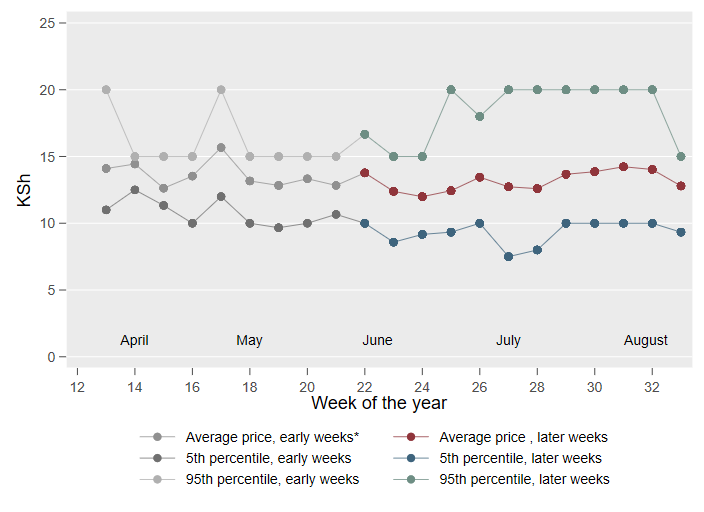 KSh
25
20
15
10
5
0
April May June July August
12 14 16 18 20 22 24 26 28 30 32
Week of the year
Average price, early weeks* Average price , later weeks
5th percentile, early weeks 5th percentile, later weeks
95th percentile, early weeks 95th percentile, later weeks